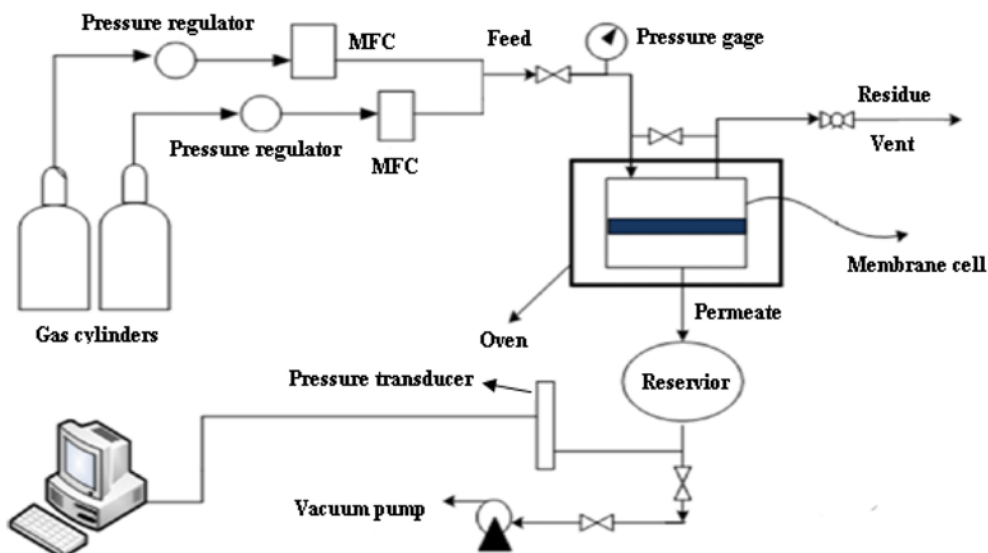 Pressure regulator
MFC
Feed
Pressure gage
Residue
Vent
Pressure regulator
MFC
Membrane cell
Gas cylinders
Oven
Permeate
Pressure transducer
Reservior
Vacuum pump